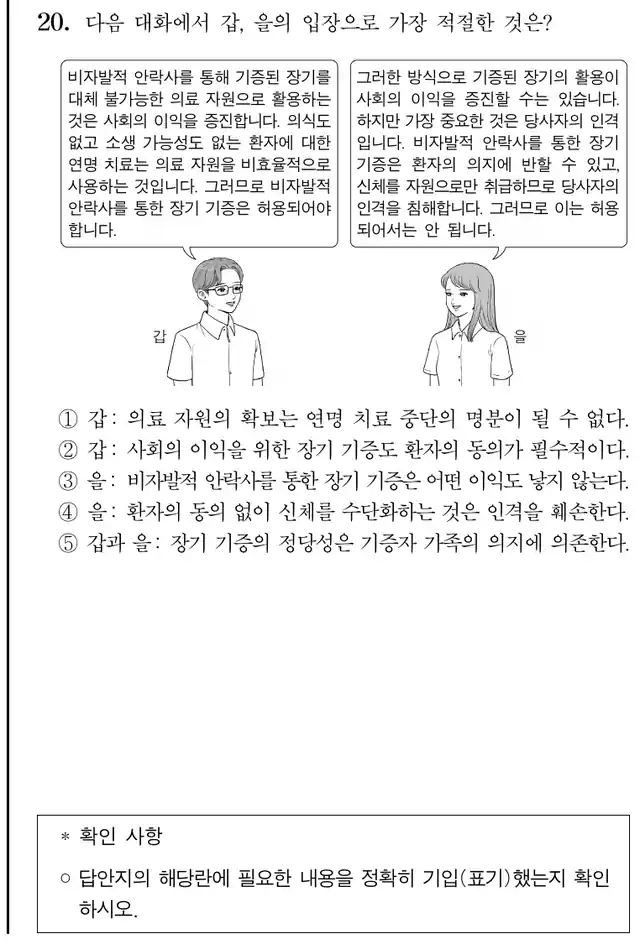 20. 다음 대화에서 갑, 을의 입장으로 가장 적절한 것은?
비자발적 안락사를 통해 기증된 장기를
대체 불가능한 의료 자원으로 활용하는
것은 사회의 이익을 증진합니다. 의식도
없고 소생 가능성도 없는 환자에 대한
연명 치료는 의료 자원을 비효율적으로
사용하는 것입니다. 그러므로 비자발적
안락사를 통한 장기 기증은 허용되어야
합니다.
그러한 방식으로 기증된 장기의 활용이
사회의 이익을 증진할 수는 있습니다.
하지만 가장 중요한 것은 당사자의 인격
입니다. 비자발적 안락사를 통한 장기
기증은 환자의 의지에 반할 수 있고,
신체를 자원으로만 취급하므로 당사자의
인격을 침해합니다. 그러므로 이는 허용
되어서는 안 됩니다.
갑
을
① 갑: 의료 자원의 확보는 연명 치료 중단의 명분이 될 수 없다.
② 갑: 사회의 이익을 위한 장기 기증도 환자의 동의가 필수적이다.
③ 을: 비자발적 안락사를 통한 장기 기증은 어떤 이익도 낳지 않는다.
④ 을: 환자의 동의 없이 신체를 수단화하는 것은 인격을 훼손한다.
⑤ 갑과 을: 장기 기증의 정당성은 기증자 가족의 의지에 의존한다.
* 확인 사항
○ 답안지의 해당란에 필요한 내용을 정확히 기입(표기)했는지 확인
하시오.